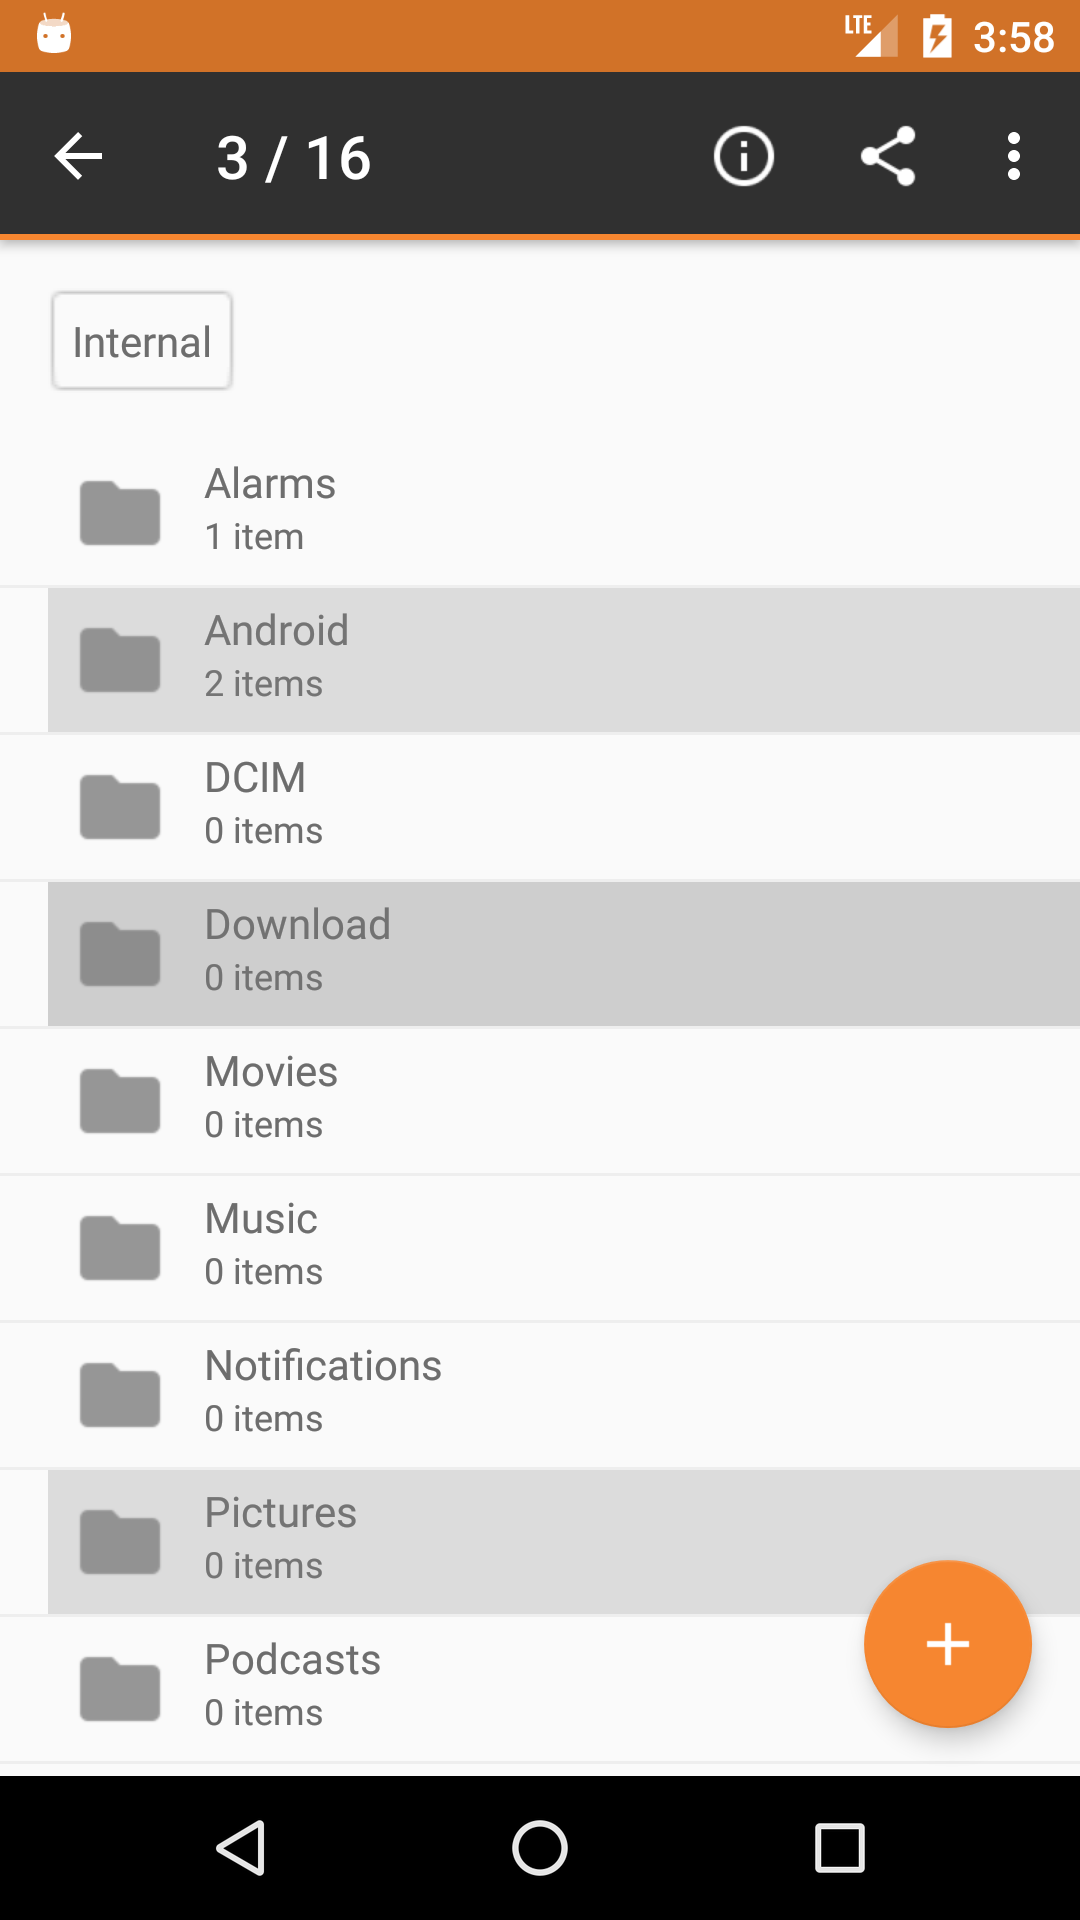 LTE 3:58
3 / 16
Internal
Alarms
1 item
Android
2 items
DCIM
0 items
Download
0 items
Movies
0 items
Music
0 items
Notifications
0 items
Pictures
0 items
Podcasts
0 items